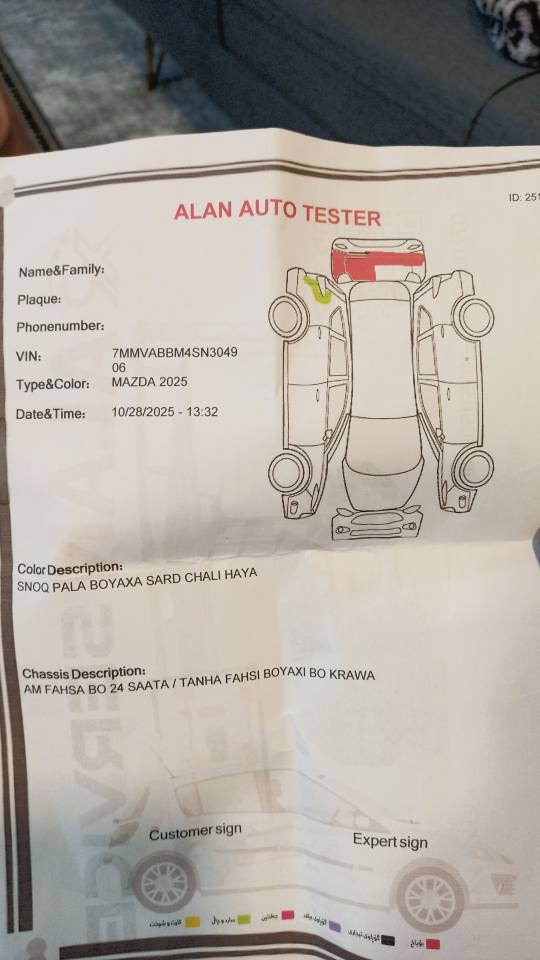 ID: 251
ALAN AUTO TESTER
Name&Family:
Plaque:
Phonenumber:
VIN: 7MMVABBM4SN3049
06
Type&Color: MAZDA 2025
Date&Time: 10/28/2025 - 13:32
Color Description:
SNOQ PALA BOYAXA SARD CHALI HAYA
Chassis Description:
AM FAHSA BO 24 SAATA / TANHA FAHSI BOYAXI BO KRAWA
Customer sign
Expert sign